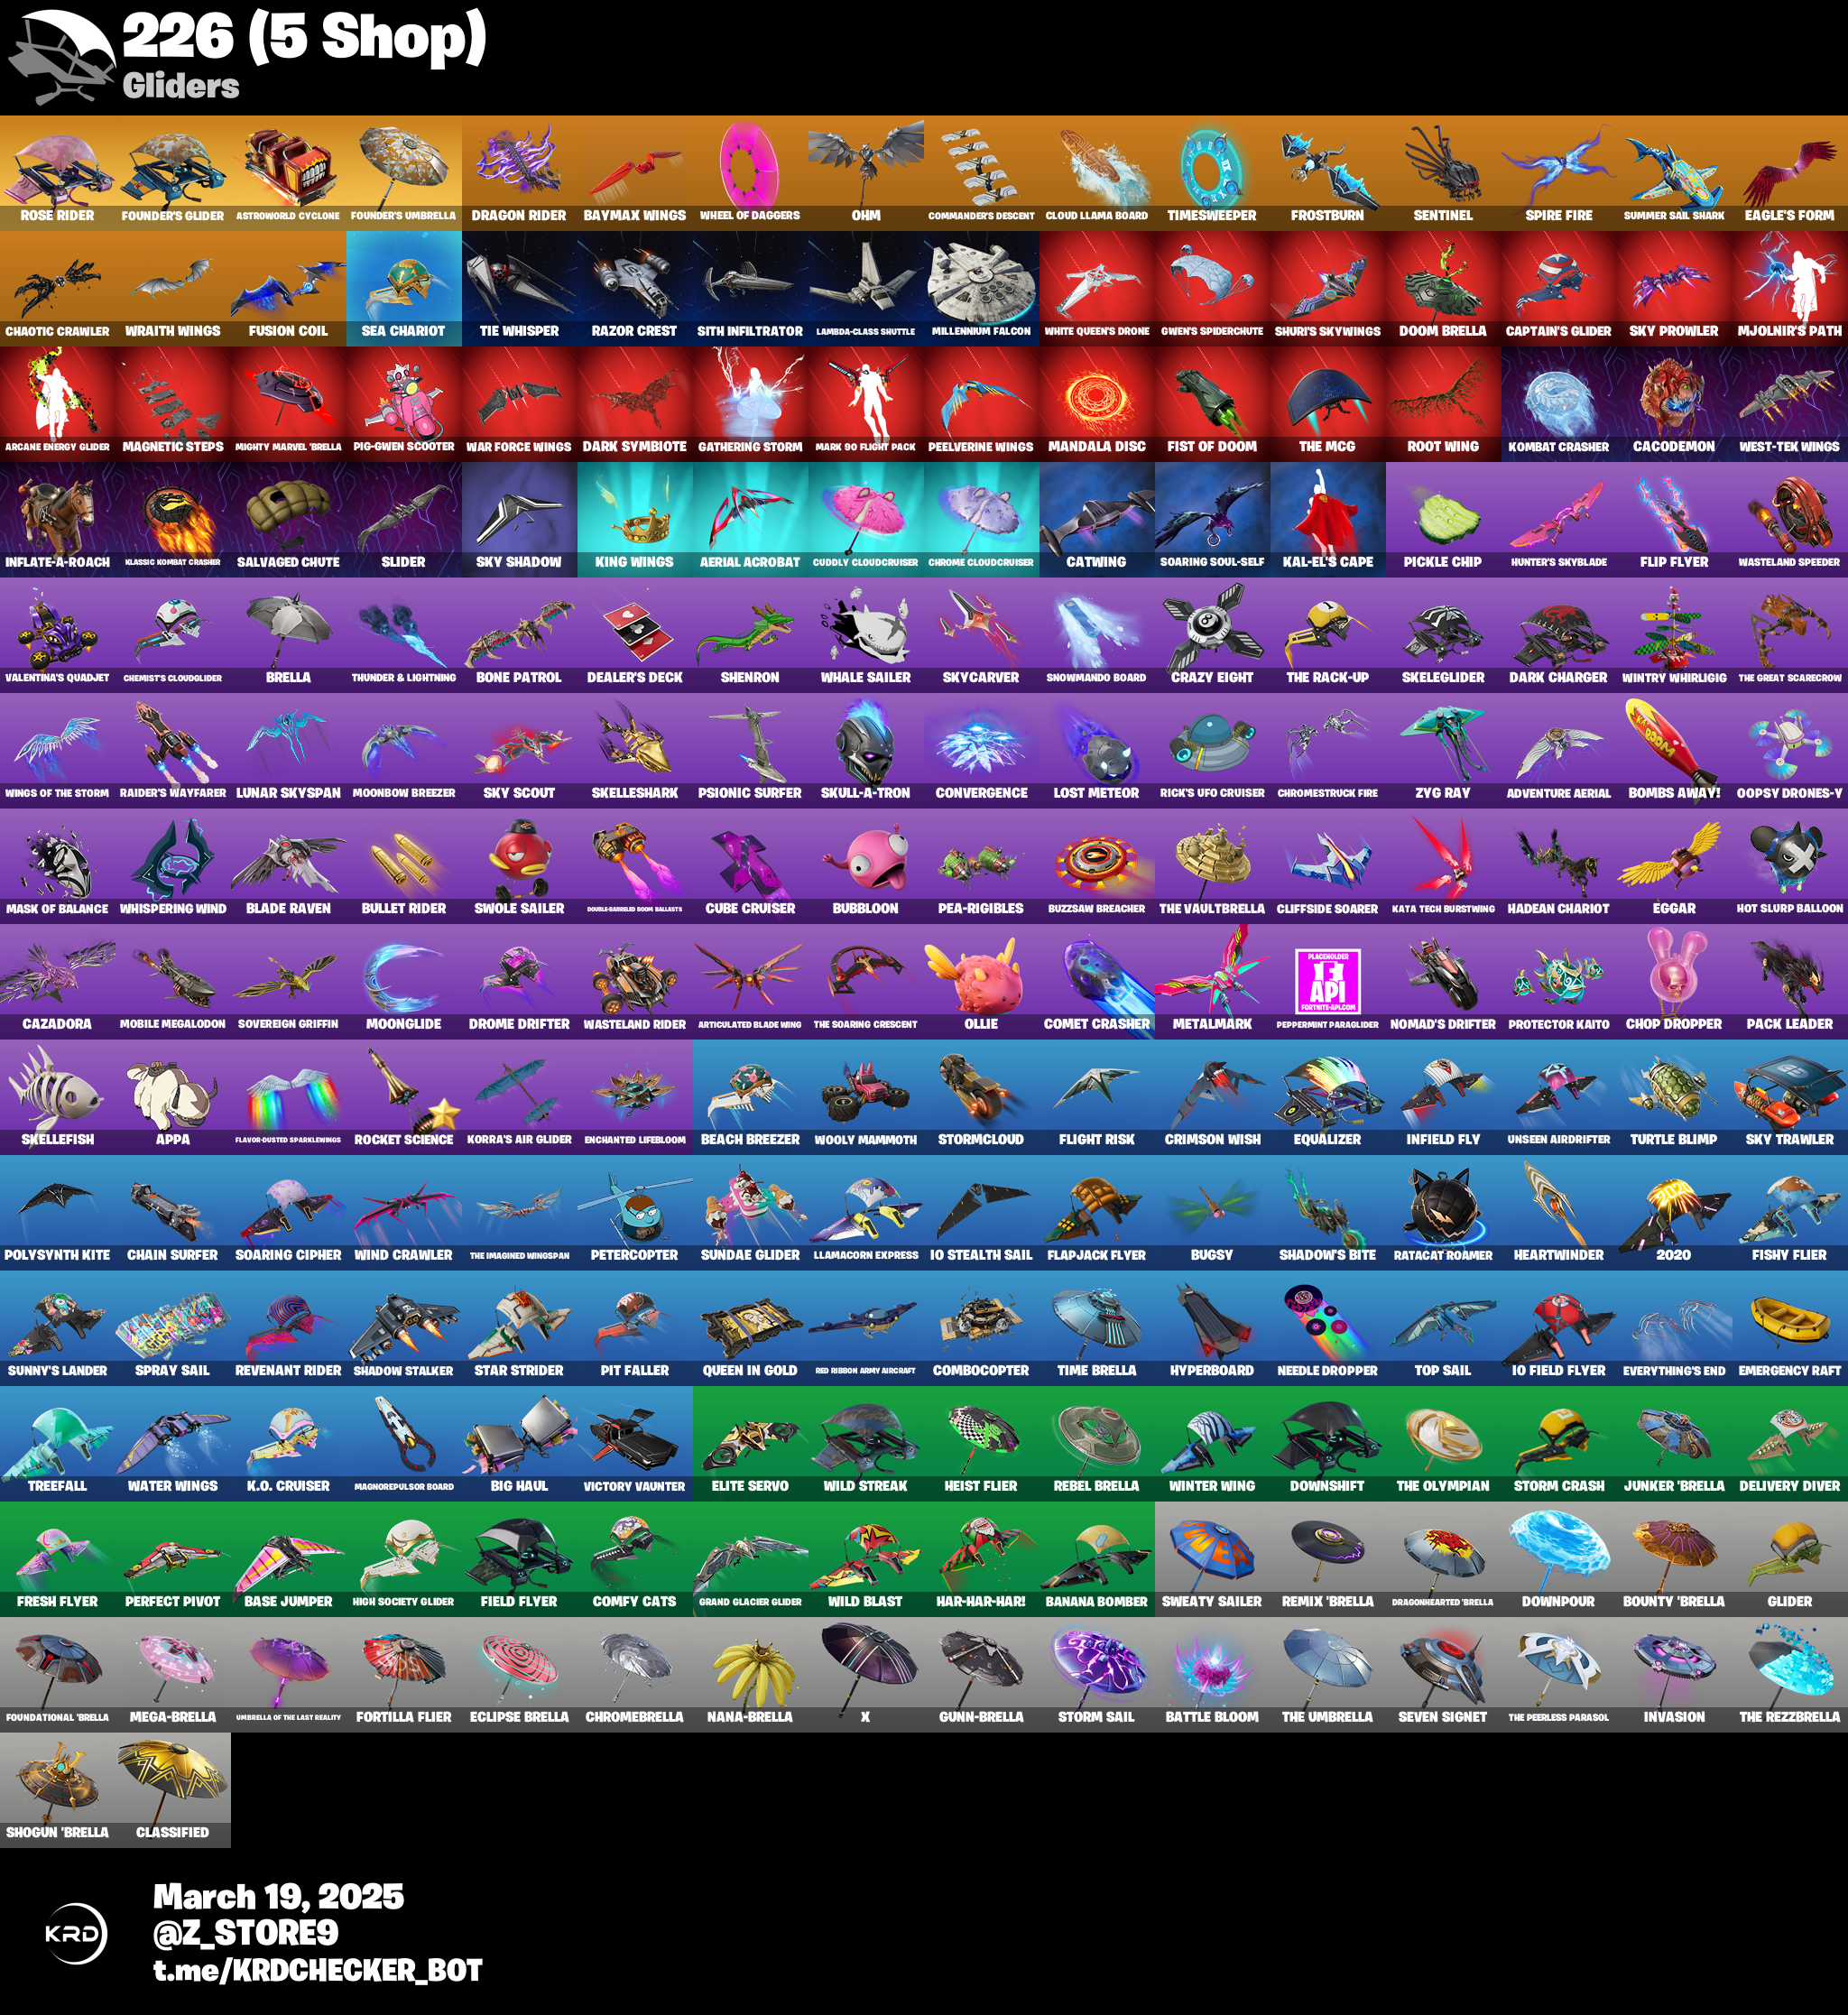 226 (5 Shop)
Gliders
ROSE RIDER FOUNDER'S GLIDER ASTROWORLD CYCLONE FOUNDER'S UMBRELLA DRAGON RIDER BAYMAX WINGS WHEEL OF DAGGERS OHM COMMANDER'S DESCENT CLOUD LLAMA BOARD TIMESWEEPER FROSTBURN SENTINEL SPIRE FIRE SUMMER SAIL SHARK EAGLE'S FORM
CHAOTIC CRAWLER WRAITH WINGS FUSION COIL SEA CHARIOT TIE WHISPER RAZOR CREST SITH INFILTRATOR LAMBDA-CLASS SHUTTLE MILLENNIUM FALCON WHITE QUEEN'S DRONE GWEN'S SPIDERCHUTE SHURI'S SKYWINGS DOOM BRELLA CAPTAIN'S GLIDER SKY PROWLER MJOLNIR'S PATH
ARCANE ENERGY GLIDER MAGNETIC STEPS MIGHTY MARVEL 'BRELLA PIG-GWEN SCOOTER WAR FORCE WINGS DARK SYMBIOTE GATHERING STORM MARK 90 FLIGHT PACK PEELVERINE WINGS MANDALA DISC FIST OF DOOM THE MCG ROOT WING KOMBAT CRASHER CACODEMON WEST-TEK WINGS
INFLATE-A-ROACH KLASSIC KOMBAT CRASHER SALVAGED CHUTE SLIDER SKY SHADOW KING WINGS AERIAL ACROBAT CUDDLY CLOUDCRUISER CHROME CLOUDCRUISER CATWING SOARING SOUL-SELF KAL-EL'S CAPE PICKLE CHIP HUNTER'S SKYBLADE FLIP FLYER WASTELAND SPEEDER
VALENTINA'S QUADJET CHEMIST'S CLOUDGLIDER BRELLA THUNDER & LIGHTNING BONE PATROL DEALER'S DECK SHENRON WHALE SAILER SKYCARVER SNOWMANDO BOARD CRAZY EIGHT THE RACK-UP SKELEGLIDER DARK CHARGER WINTRY WHIRLIGIG THE GREAT SCARECROW
WINGS OF THE STORM RAIDER'S WAYFARER LUNAR SKYSPAN MOONBOW BREEZER SKY SCOUT SKELLESHARK PSIONIC SURFER SKULL-A-TRON CONVERGENCE LOST METEOR RICK'S UFO CRUISER CHROMESTRUCK FIRE ZYG RAY ADVENTURE AERIAL BOMBS AWAY! OOPSY DRONES-Y
MASK OF BALANCE WHISPERING WIND BLADE RAVEN BULLET RIDER SWOLE SAILER DOUBLE-BARRELED BOOM BALLASTS CUBE CRUISER BUBBLOON PEA-RIGIBLES BUZZSAW BREACHER THE VAULTBRELLA CLIFFSIDE SOARER KATA TECH BURSTWING HADEAN CHARIOT EGGAR HOT SLURP BALLOON
PLACEHOLDER
API
FORTNITE-API.COM
CAZADORA MOBILE MEGALODON SOVEREIGN GRIFFIN MOONGLIDE DROME DRIFTER WASTELAND RIDER ARTICULATED BLADE WING THE SOARING CRESCENT OLLIE COMET CRASHER METALMARK PEPPERMINT PARAGLIDER NOMAD'S DRIFTER PROTECTOR KAITO CHOP DROPPER PACK LEADER
SKELLEFISH APPA FLAVOR-DUSTED SPARKLEWINGS ROCKET SCIENCE KORRA'S AIR GLIDER ENCHANTED LIFEBLOOM BEACH BREEZER WOOLY MAMMOTH STORMCLOUD FLIGHT RISK CRIMSON WISH EQUALIZER INFIELD FLY UNSEEN AIRDRIFTER TURTLE BLIMP SKY TRAWLER
POLYSYNTH KITE CHAIN SURFER SOARING CIPHER WIND CRAWLER THE IMAGINED WINGSPAN PETERCOPTER SUNDAE GLIDER LLAMACORN EXPRESS IO STEALTH SAIL FLAPJACK FLYER BUGSY SHADOW'S BITE RATACAT ROAMER HEARTWINDER 2020 FISHY FLIER
SUNNY'S LANDER SPRAY SAIL REVENANT RIDER SHADOW STALKER STAR STRIDER PIT FALLER QUEEN IN GOLD RED RIBBON ARMY AIRCRAFT COMBOCOPTER TIME BRELLA HYPERBOARD NEEDLE DROPPER TOP SAIL IO FIELD FLYER EVERYTHING'S END EMERGENCY RAFT
TREEFALL WATER WINGS K.O. CRUISER MAGNOREPULSOR BOARD BIG HAUL VICTORY VAUNTER ELITE SERVO WILD STREAK HEIST FLIER REBEL BRELLA WINTER WING DOWNSHIFT THE OLYMPIAN STORM CRASH JUNKER 'BRELLA DELIVERY DIVER
FRESH FLYER PERFECT PIVOT BASE JUMPER HIGH SOCIETY GLIDER FIELD FLYER COMFY CATS GRAND GLACIER GLIDER WILD BLAST HAR-HAR-HAR! BANANA BOMBER SWEATY SAILER REMIX 'BRELLA DRAGONHEARTED 'BRELLA DOWNPOUR BOUNTY 'BRELLA GLIDER
FOUNDATIONAL 'BRELLA MEGA-BRELLA UMBRELLA OF THE LAST REALITY FORTILLA FLIER ECLIPSE BRELLA CHROMEBRELLA NANA-BRELLA X GUNN-BRELLA STORM SAIL BATTLE BLOOM THE UMBRELLA SEVEN SIGNET THE PEERLESS PARASOL INVASION THE REZZBRELLA
SHOGUN 'BRELLA CLASSIFIED
March 19, 2025
KRD
@Z_STORE9
t.me/KRDCHECKER_BOT